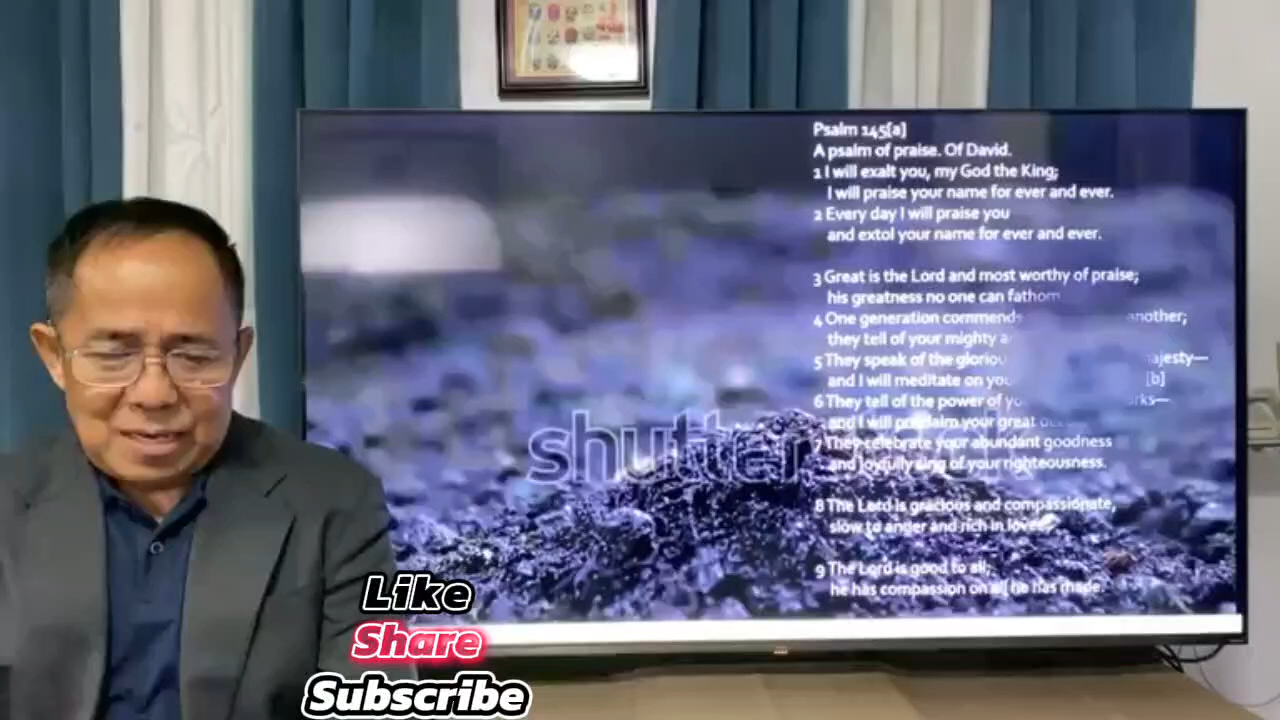 Psalm 145[a]
A psalm of praise. Of David.
1 I will exalt you, my God the King;
I will praise your name for ever and ever.
2 Every day I will praise you
and extol your name for ever and ever.
3 Great is the Lord and most worthy of praise;
his greatness no one can fathom
4 One generation commends another;
they tell of your mighty
5 They speak of the
and I will meditate on [b]
6 They tell of the power of
and I will proclaim your great
7 They celebrate your abundant goodness
and joyfully sing of your righteousness.
8 The Lord is gracious and compassionate,
slow to anger and rich in love.
9 The Lord is good to all;
he has compassion on all he has made.
Like
Share
Subscribe